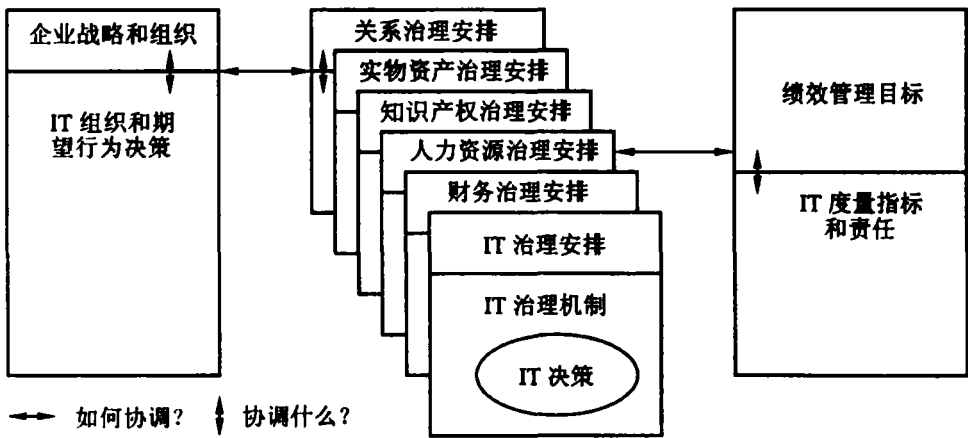 企业战略和组织
IT 组织和期
望行为决策
关系治理安排
实物资产治理安排
知识产权治理安排
人力资源治理安排
财务治理安排
IT 治理安排
IT 治理机制
IT 决策
绩效管理目标
IT 度量指标
和责任
如何协调？
协调什么？